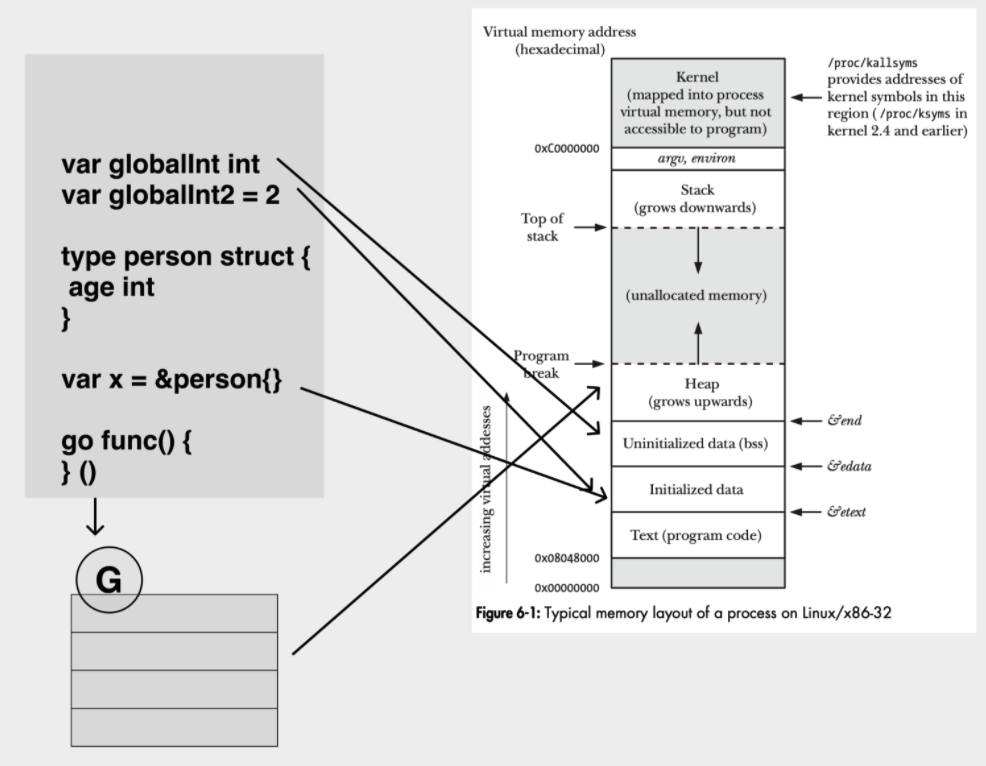 var globalInt int
var globalInt2 = 2
type person struct {
age int
}
var x = &person{}
go func() {
} ()
G
Virtual memory address
(hexadecimal)
Kernel
(mapped into process
virtual memory, but not
accessible to program)
/proc/kallsyms
provides addresses of
kernel symbols in this
region (/proc/ksyms in
kernel 2.4 and earlier)
0xC0000000
argv, environ
Stack
(grows downwards)
Top of
stack
(unallocated memory)
Program
break
Heap
(grows upwards)
&end
Uninitialized data (bss)
&edata
Initialized data
&etext
Text (program code)
0x08048000
0x00000000
increasing virtual addesses
Figure 6-1: Typical memory layout of a process on Linux/x86-32